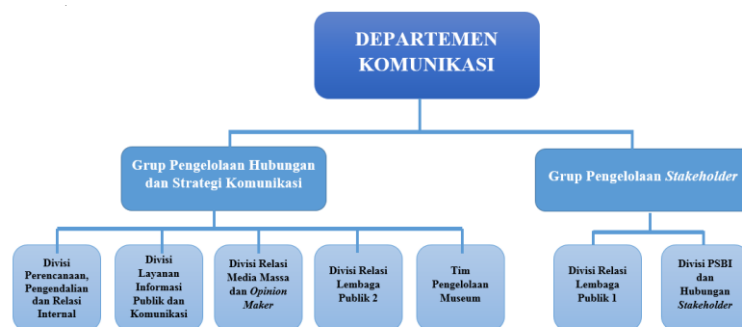 DEPARTEMEN
KOMUNIKASI
Grup Pengelolaan Hubungan
dan Strategi Komunikasi
Grup Pengelolaan Stakeholder
Divisi
Perencanaan,
Pengendalian
dan Relasi
Internal
Divisi
Layanan
Informasi
Publik dan
Komunikasi
Divisi Relasi
Media Massa
dan Opinion
Maker
Divisi Relasi
Lembaga
Publik 2
Tim
Pengelolaan
Museum
Divisi Relasi
Lembaga
Publik 1
Divisi PSBI
dan
Hubungan
Stakeholder